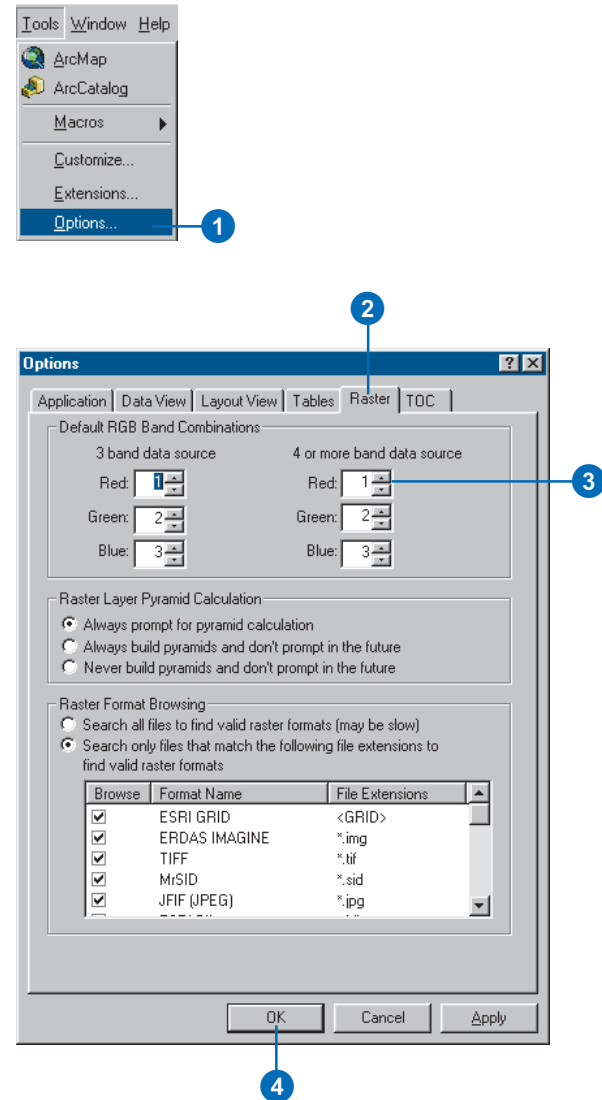 Tools Window Help
ArcMap
ArcCatalog
Macros
Customize...
Extensions...
Options...
1
2
Options
Application Data View Layout View Tables Raster TOC
Default RGB Band Combinations
3 band data source 4 or more band data source
Red: 1 Red: 1
3
Green: 2 Green: 2
Blue: 3 Blue: 3
Raster Layer Pyramid Calculation
Always prompt for pyramid calculation
Always build pyramids and don't prompt in the future
Never build pyramids and don't prompt in the future
Raster Format Browsing
Search all files to find valid raster formats (may be slow)
Search only files that match the following file extensions to
find valid raster formats
Browse Format Name File Extensions
ESRI GRID <GRID>
ERDAS IMAGINE *.img
TIFF *.tif
MrSID *.sid
JFIF (JPEG) *.jpg
OK Cancel Apply
4